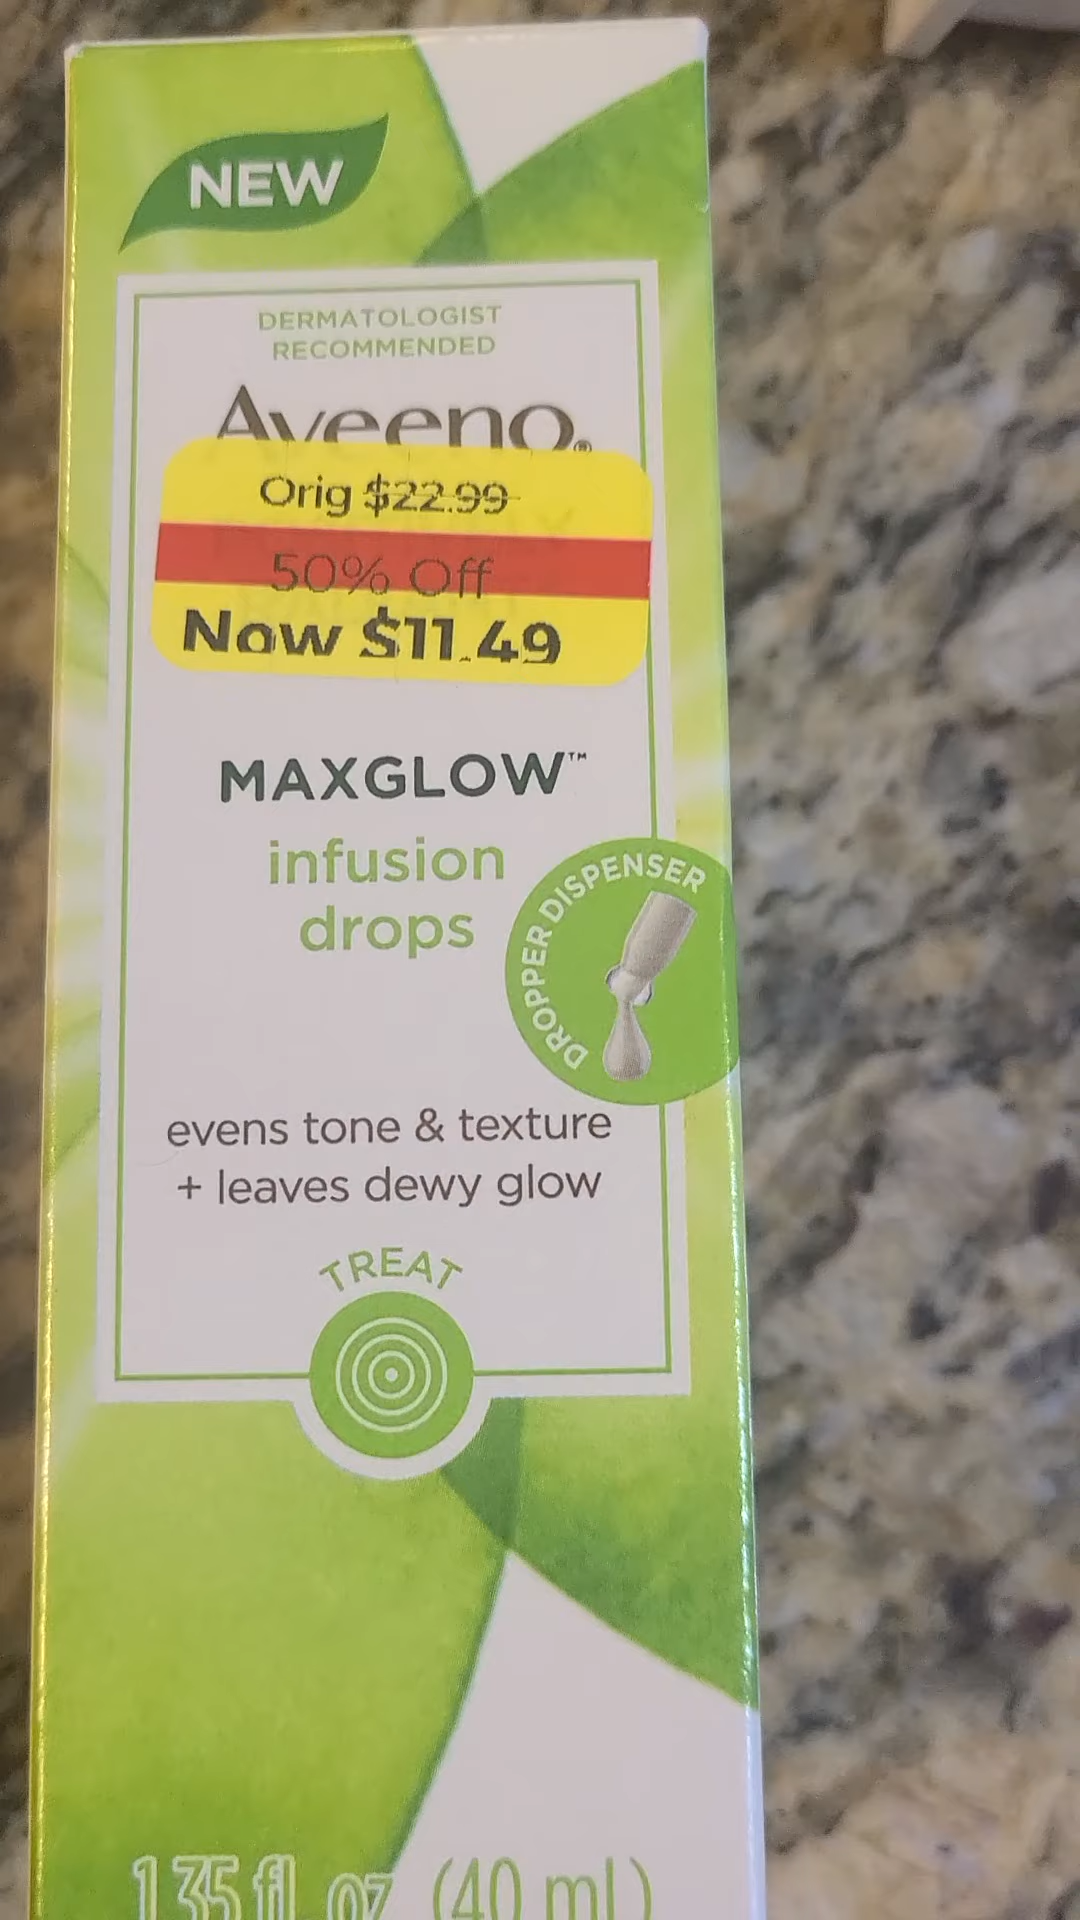 NEW
DERMATOLOGIST
RECOMMENDED
Aveeno®
Orig $22.99
50% Off
Now $11.49
MAXGLOW™
infusion
drops
DROPPER DISPENSER
evens tone & texture
+ leaves dewy glow
TREAT
1.35 fl oz (40 ml)